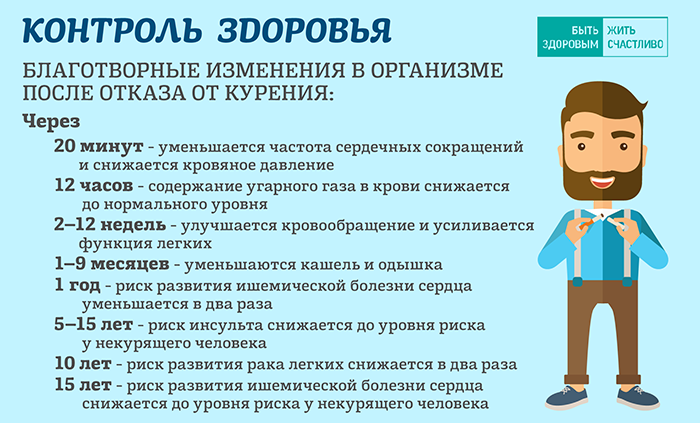 КОНТРОЛЬ ЗДОРОВЬЯ
БЫТЬ ЖИТЬ
ЗДОРОВЫМ СЧАСТЛИВО
БЛАГОТВОРНЫЕ ИЗМЕНЕНИЯ В ОРГАНИЗМЕ
ПОСЛЕ ОТКАЗА ОТ КУРЕНИЯ:
Через
20 минут - уменьшается частота сердечных сокращений
и снижается кровяное давление
12 часов - содержание угарного газа в крови снижается
до нормального уровня
2–12 недель - улучшается кровообращение и усиливается
функция легких
1–9 месяцев - уменьшаются кашель и одышка
1 год - риск развития ишемической болезни сердца
уменьшается в два раза
5–15 лет - риск инсульта снижается до уровня риска
у некурящего человека
10 лет - риск развития рака легких снижается в два раза
15 лет - риск развития ишемической болезни сердца
снижается до уровня риска у некурящего человека